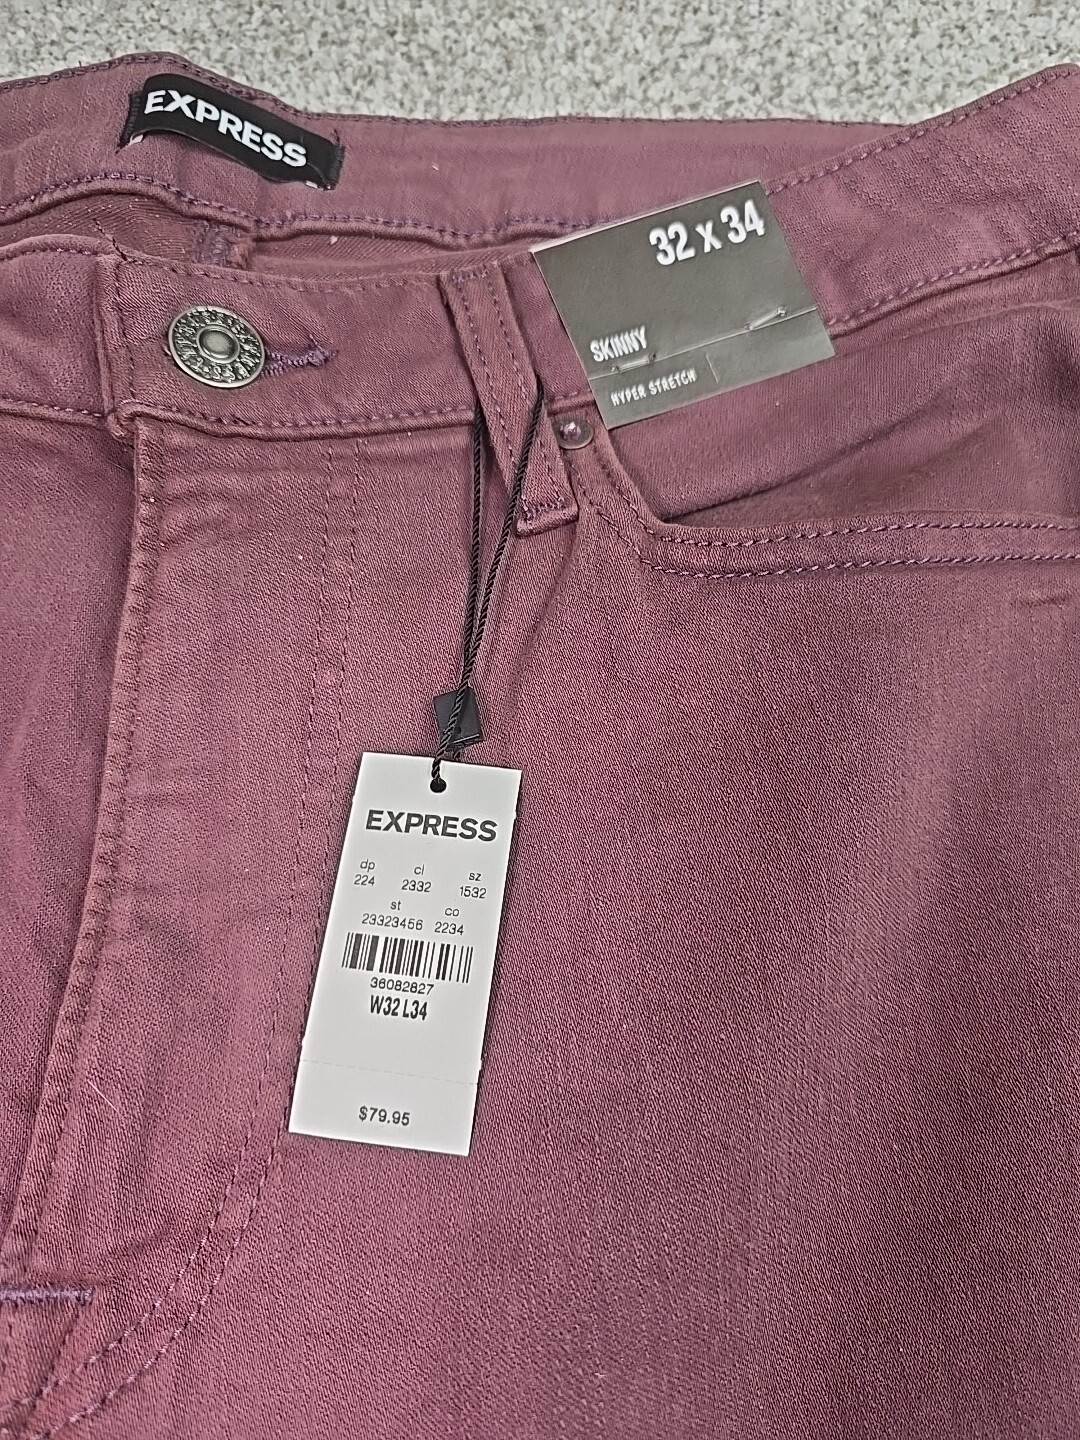 EXPRESS
32 x 34
SKINNY
HYPER STRETCH
EXPRESS
dp cl sz
224 2332 1532
st co
23323456 2234
36082827
W32 L34
$79.95